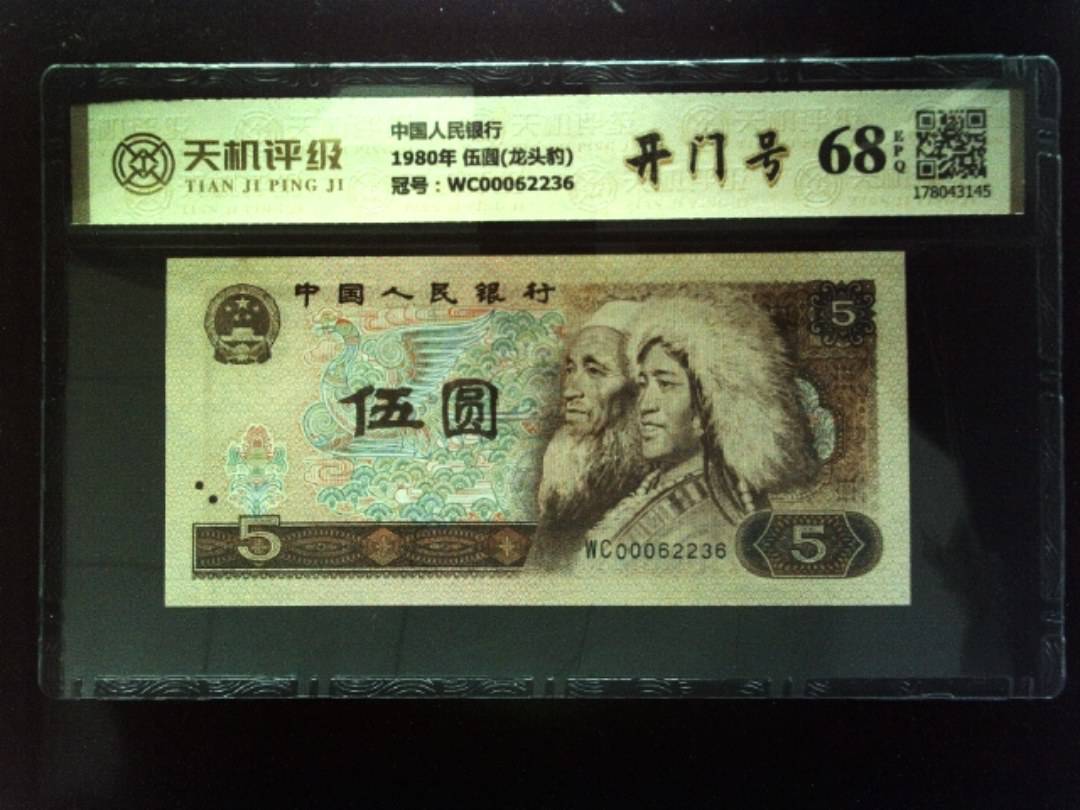 天机评级
TIAN JI PING JI
中国人民银行
1980年 伍圆(龙头豹)
冠号：WC00062236
开门号
68
EPQ
178043145
中国人民银行
5
伍圆
5
WC00062236
5